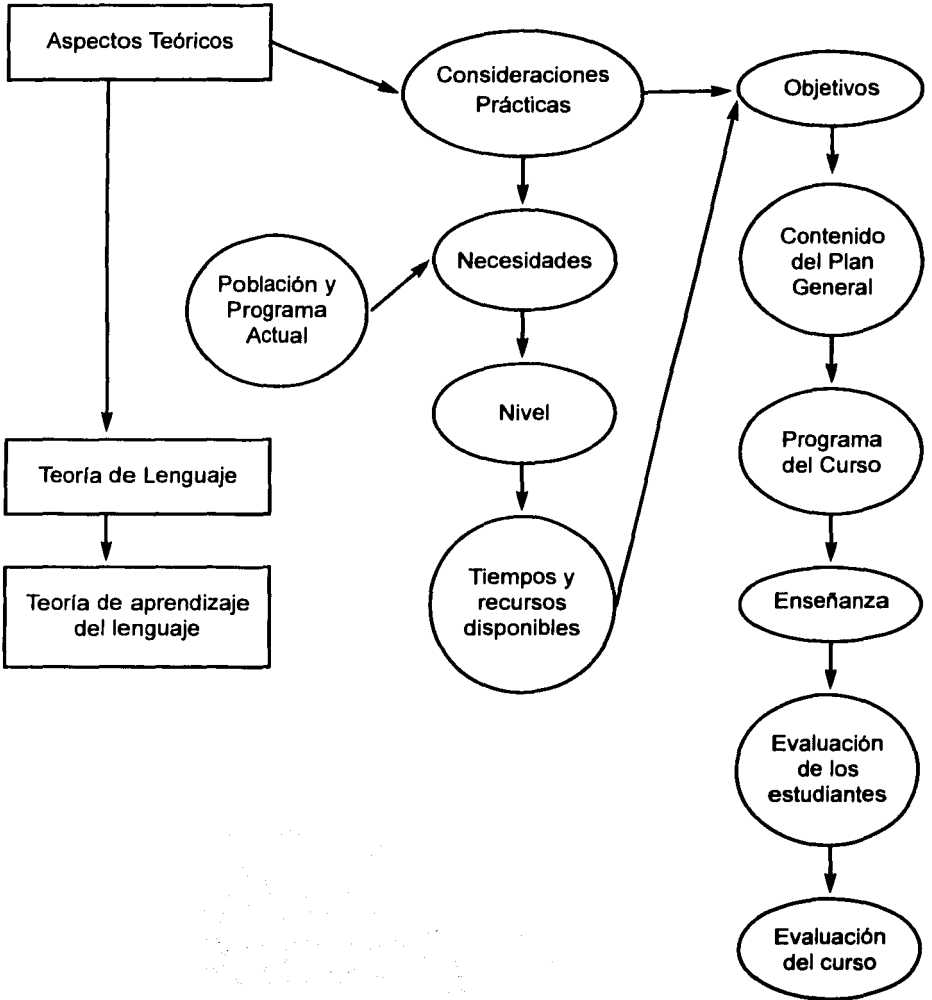 Aspectos Teóricos
Consideraciones
Prácticas
Objetivos
Contenido
del Plan
General
Necesidades
Población y
Programa
Actual
Nivel
Programa
del Curso
Teoría de Lenguaje
Teoría de aprendizaje
del lenguaje
Tiempos y
recursos
disponibles
Enseñanza
Evaluación
de los
estudiantes
Evaluación
del curso